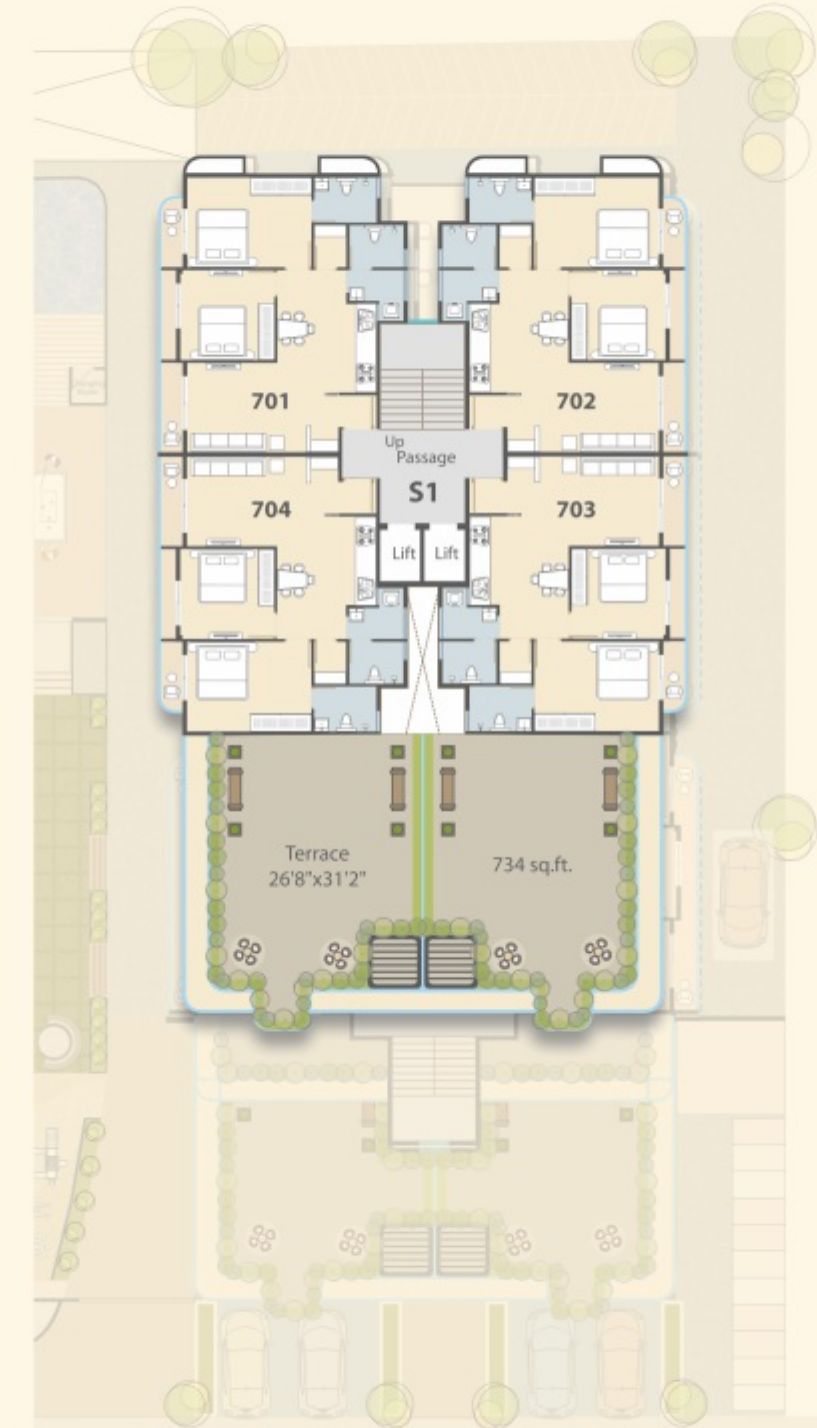 701
702
Up
Passage
S1
704
703
Lift
Lift
Terrace
26'8"x31'2"
734 sq.ft.